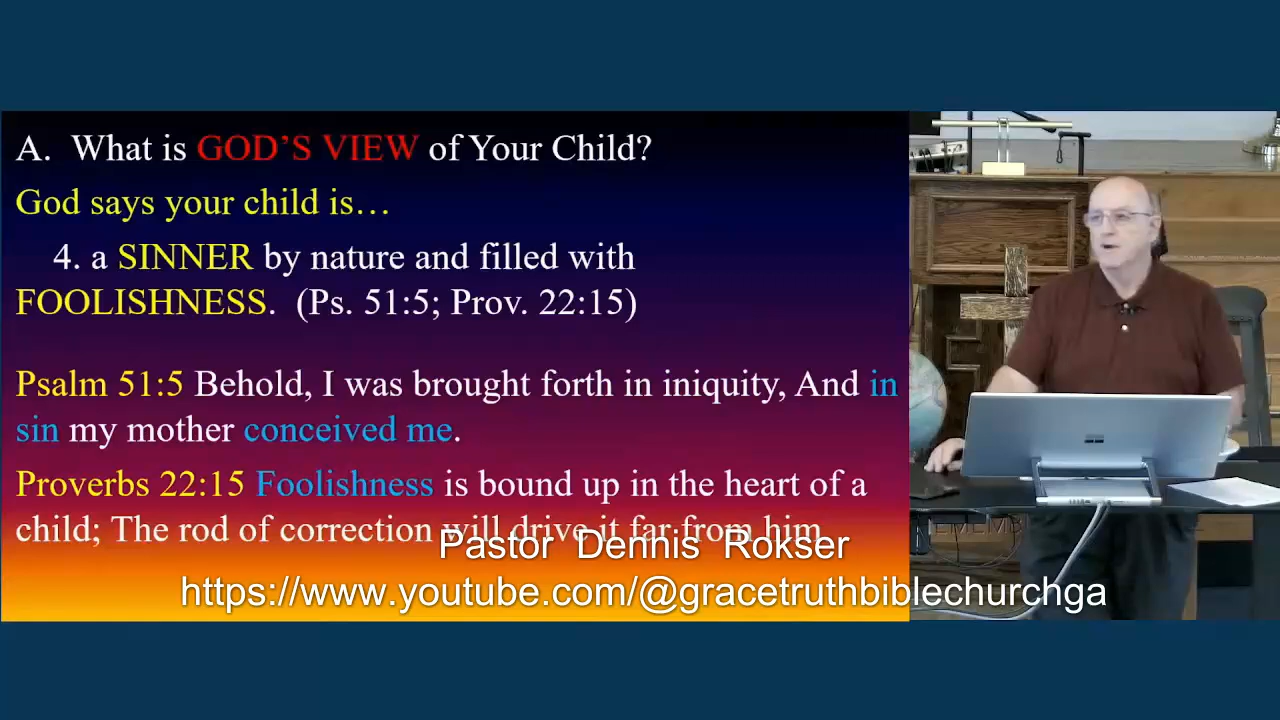 A. What is GOD'S VIEW of Your Child?
God says your child is…
4. a SINNER by nature and filled with
FOOLISHNESS. (Ps. 51:5; Prov. 22:15)
Psalm 51:5 Behold, I was brought forth in iniquity, And in
sin my mother conceived me.
Proverbs 22:15 Foolishness is bound up in the heart of a
child; The rod of correction will drive it far from him.
Pastor Dennis Rokser
https://www.youtube.com/@gracetruthbiblechurchga